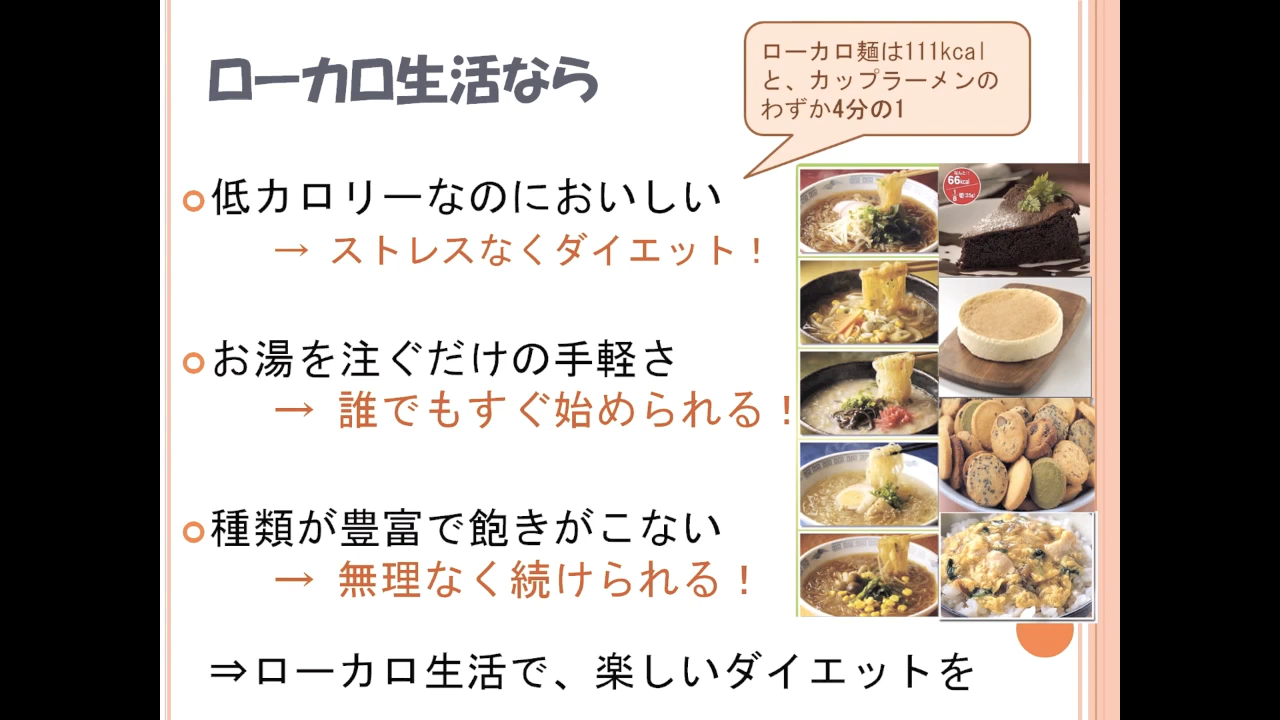 ローカロ生活なら
ローカロ麺は111kcal
と、カップラーメンの
わずか4分の1
○低カロリーなのにおいしい
→ ストレスなくダイエット！
○お湯を注ぐだけの手軽さ
→ 誰でもすぐ始められる！
○種類が豊富で飽きがこない
→ 無理なく続けられる！
⇒ローカロ生活で、楽しいダイエットを
66kcal